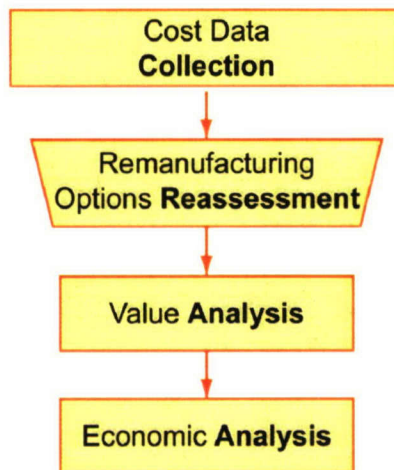 Cost Data
Collection
Remanufacturing
Options Reassessment
Value Analysis
Economic Analysis